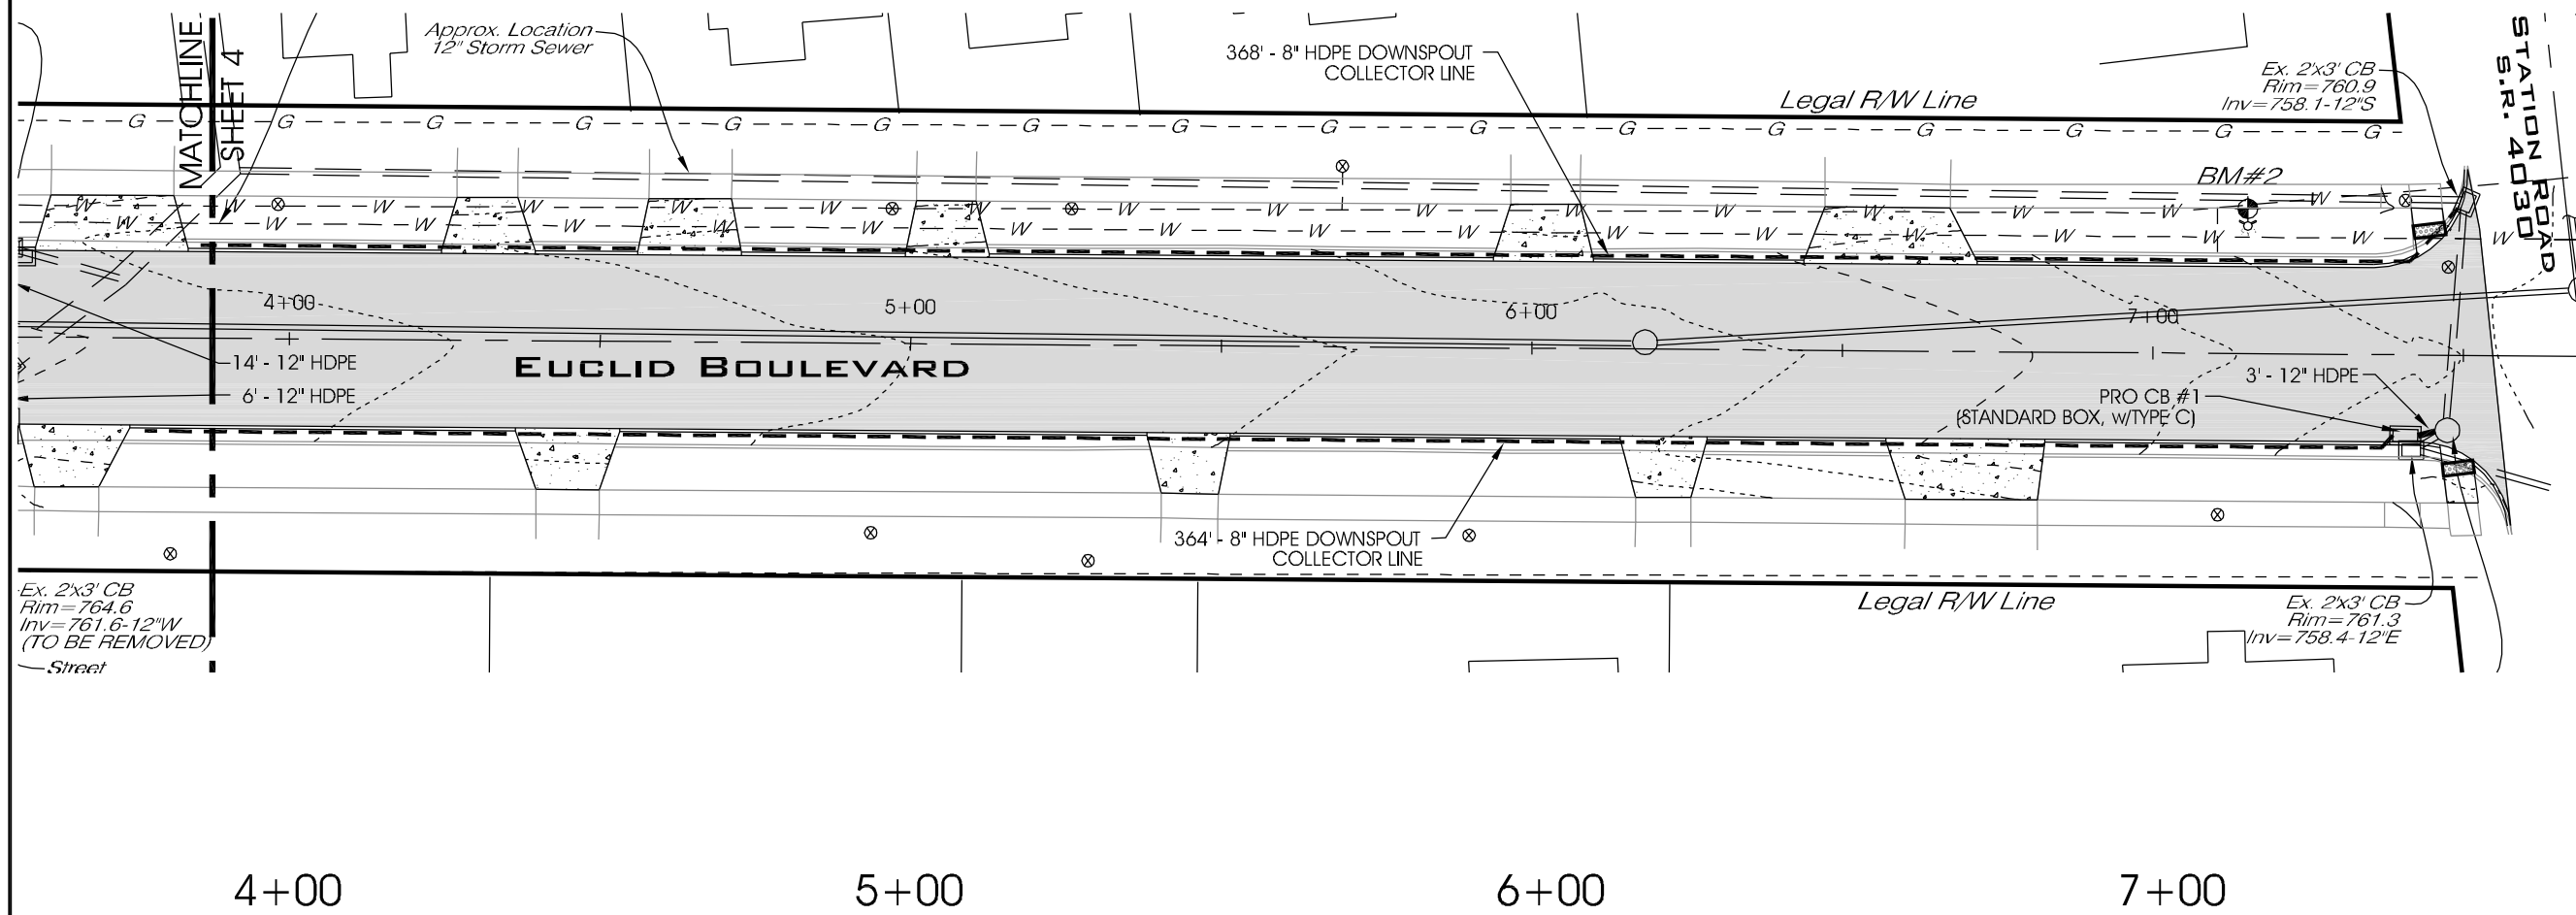 MATCHLINE
SHEET 4
Approx. Location
12" Storm Sewer
368' - 8" HDPE DOWNSPOUT
COLLECTOR LINE
Legal R/W Line
Ex. 2'x3' CB
Rim=760.9
Inv=758.1-12"S
STATION ROAD
S.R. 4030
G G G G G G G G G G G G G G G G
BM#2
W W W W W W W W W W W W W W W
W W W W W W W W W W W W W W W W W
4+00
5+00
6+00
7+00
14' - 12" HDPE
6' - 12" HDPE
EUCLID BOULEVARD
3' - 12" HDPE
PRO CB #1
(STANDARD BOX, w/TYPE C)
364' - 8" HDPE DOWNSPOUT
COLLECTOR LINE
Ex. 2'x3' CB
Rim=764.6
Inv=761.6-12"W
(TO BE REMOVED)
Street
Legal R/W Line
Ex. 2'x3' CB
Rim=761.3
Inv=758.4-12"E
4+00
5+00
6+00
7+00